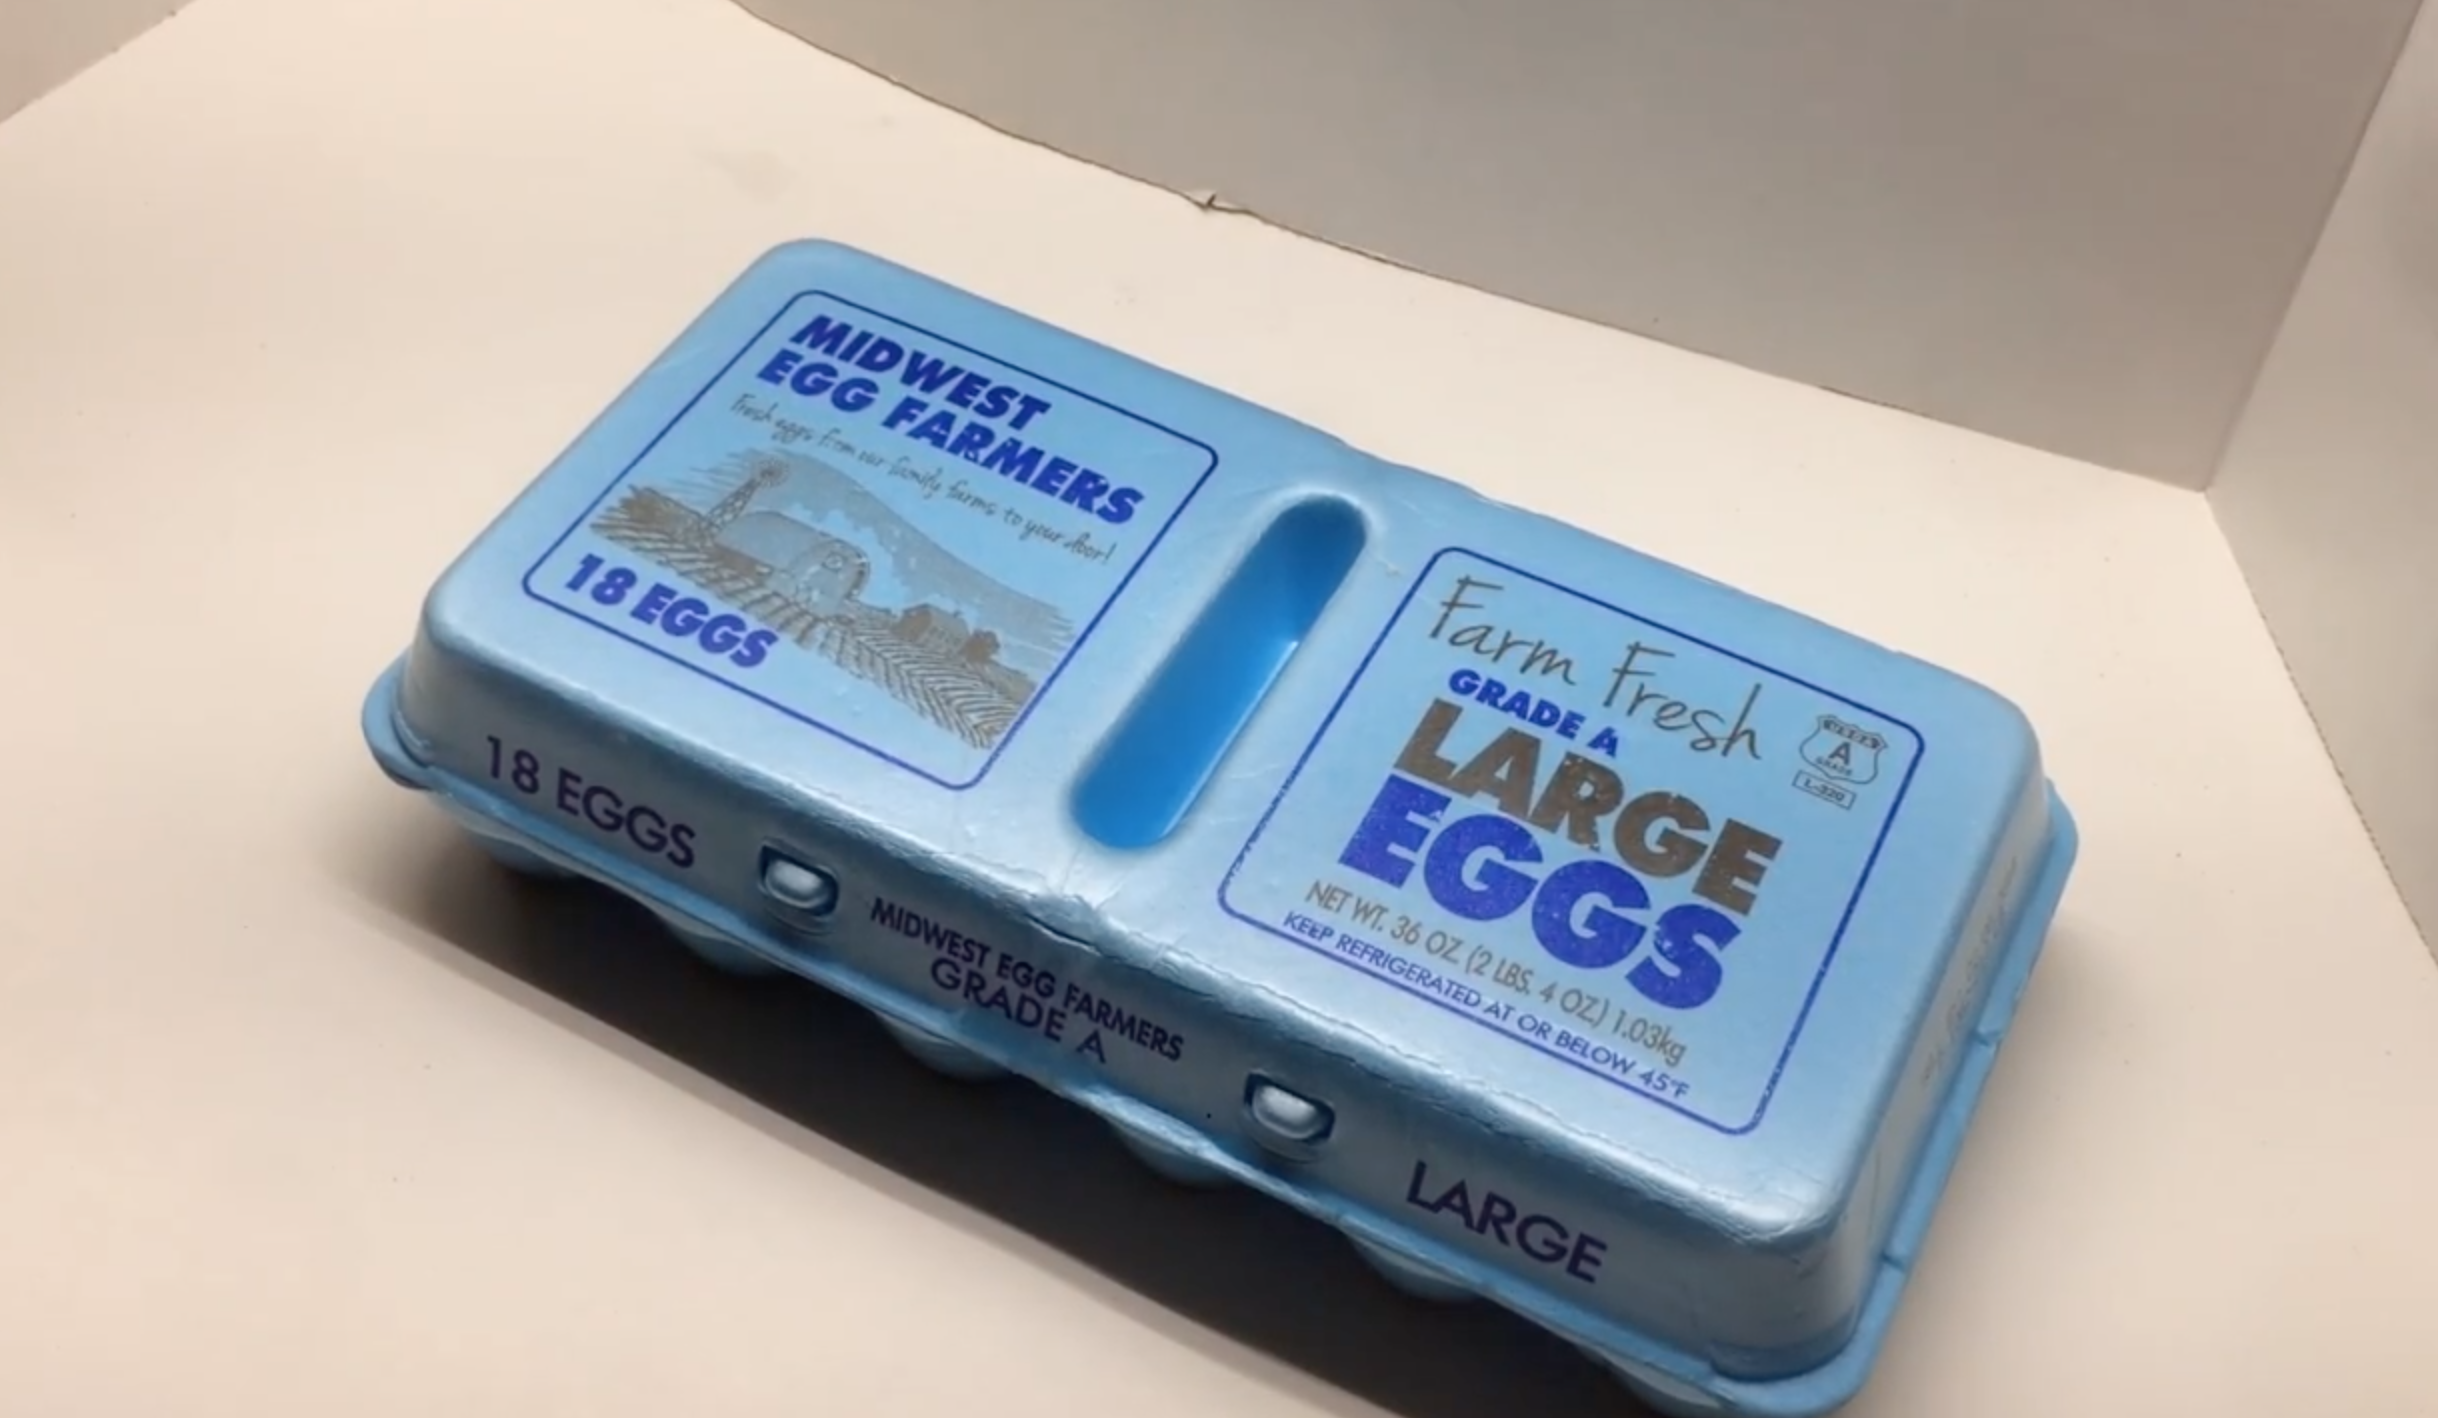 MIDWEST
EGG FARMERS
Fresh eggs from our family farms to your door!
18 EGGS
Farm Fresh
GRADE A
LARGE
EGGS
A
GRADE
L-320
NET WT. 36 OZ (2 LBS. 4 OZ.) 1.03kg
KEEP REFRIGERATED AT OR BELOW 45°F
18 EGGS
MIDWEST EGG FARMERS
GRADE A
LARGE